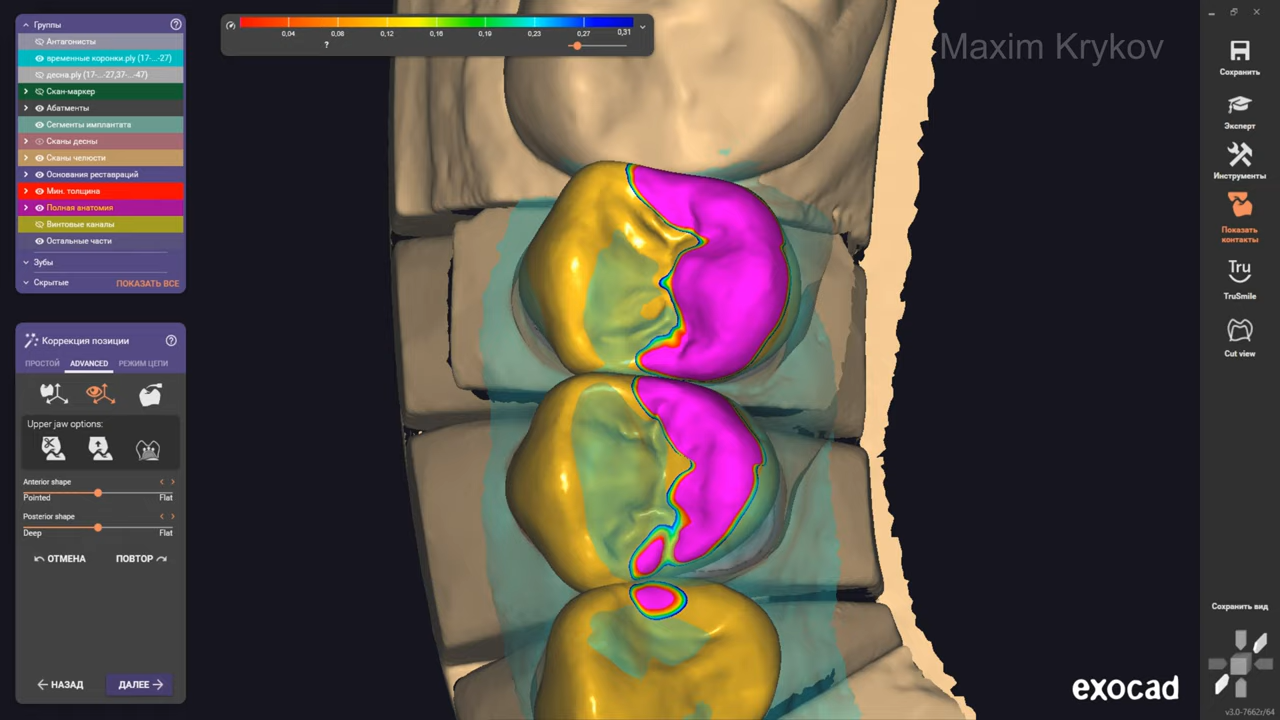 Группы
Антагонисты
временные коронки.ply (17-...-27)
десна.ply (17-...-27,37-...-47)
Скан-маркер
Абатменты
Сегменты имплантата
Сканы десны
Сканы челюсти
Основания реставраций
Мин. толщина
Полная анатомия
Винтовые каналы
Остальные части
Зубы
Скрытые
ПОКАЗАТЬ ВСЕ
Коррекция позиции
ПРОСТОЙ ADVANCED РЕЖИМ ЦЕПИ
Upper jaw options:
Anterior shape
Pointed Flat
Posterior shape
Deep Flat
ОТМЕНА ПОВТОР
НАЗАД ДАЛЕЕ
0,04 0,08 0,12 0,16 0,19 0,23 0,27 0,31
?
Maxim Krykov
Сохранить
Эксперт
Инструменты
Показать
контакты
Tru
TruSmile
Cut view
Сохранить вид
exocad
v3.0-7662r/64